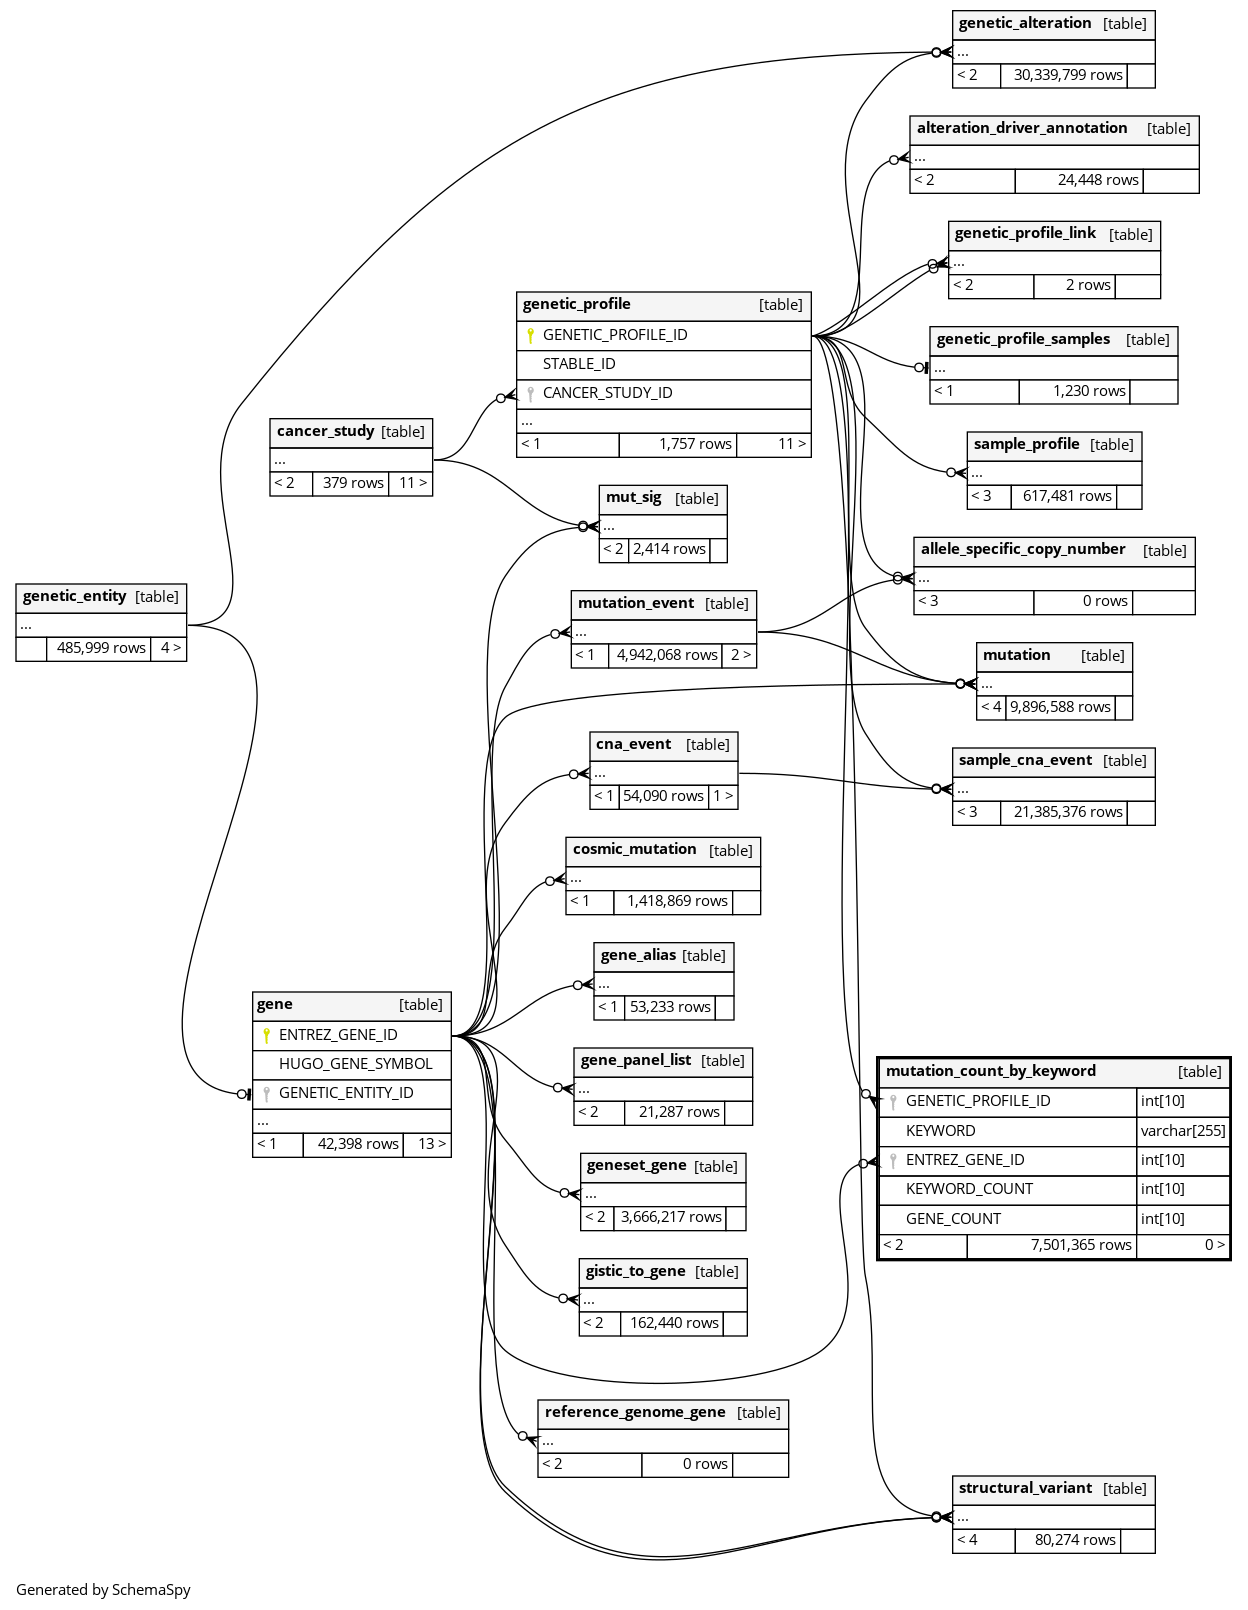 genetic_alteration [table]
...
< 2 30,339,799 rows
alteration_driver_annotation [table]
...
< 2 24,448 rows
genetic_profile_link [table]
...
< 2 2 rows
genetic_profile [table]
GENETIC_PROFILE_ID
STABLE_ID
CANCER_STUDY_ID
...
< 1 1,757 rows 11 >
genetic_profile_samples [table]
...
< 1 1,230 rows
cancer_study [table]
...
< 2 379 rows 11 >
sample_profile [table]
...
< 3 617,481 rows
mut_sig [table]
...
< 2 2,414 rows
allele_specific_copy_number [table]
...
< 3 0 rows
genetic_entity [table]
...
485,999 rows 4 >
mutation_event [table]
...
< 1 4,942,068 rows 2 >
mutation [table]
...
< 4 9,896,588 rows
cna_event [table]
...
< 1 54,090 rows 1 >
sample_cna_event [table]
...
< 3 21,385,376 rows
cosmic_mutation [table]
...
< 1 1,418,869 rows
gene_alias [table]
...
< 1 53,233 rows
gene [table]
ENTREZ_GENE_ID
HUGO_GENE_SYMBOL
GENETIC_ENTITY_ID
...
< 1 42,398 rows 13 >
gene_panel_list [table]
...
< 2 21,287 rows
mutation_count_by_keyword [table]
GENETIC_PROFILE_ID int[10]
KEYWORD varchar[255]
ENTREZ_GENE_ID int[10]
KEYWORD_COUNT int[10]
GENE_COUNT int[10]
< 2 7,501,365 rows 0 >
geneset_gene [table]
...
< 2 3,666,217 rows
gistic_to_gene [table]
...
< 2 162,440 rows
reference_genome_gene [table]
...
< 2 0 rows
structural_variant [table]
...
< 4 80,274 rows
Generated by SchemaSpy